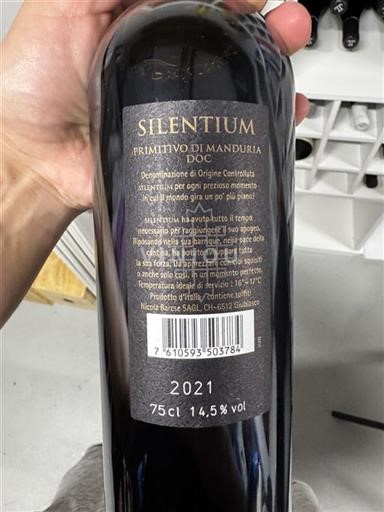 SILENTIUM
PRIMITIVO DI MANDURIA
DOC
Denominazione di Origine Controllata
SILENTIUM per ogni prezioso momento
in cui il mondo gira un po' più piano!
SILENTIUM ha avuto tutto il tempo
necessario per raggiungere il suo apogeo.
Riposando nella sua barrique, nella pace della
cantina, ha potuto sviluppare tutta
la sua forza. Da apprezzare con cibi squisiti
o anche solo così, in un momento perfetto.
Temperatura ideale di servizio : 16°-17°C
Prodotto d'Italia / contiene solfiti
Nicola Barese SAGL, CH-6512 Giubiasco
7 610593 503784
2021
75cl 14,5% vol